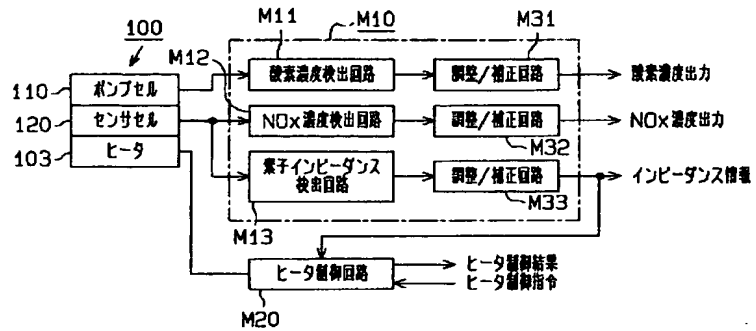 100
M11
M10
M31
M12
110
ポンプセル
酸素濃度検出回路
調整/補正回路
酸素濃度出力
120
センサセル
NOx濃度検出回路
調整/補正回路
NOx濃度出力
103
ヒータ
M32
素子インピーダンス
検出回路
調整/補正回路
インピーダンス情報
M33
M13
ヒータ制御回路
ヒータ制御結果
ヒータ制御指令
M20